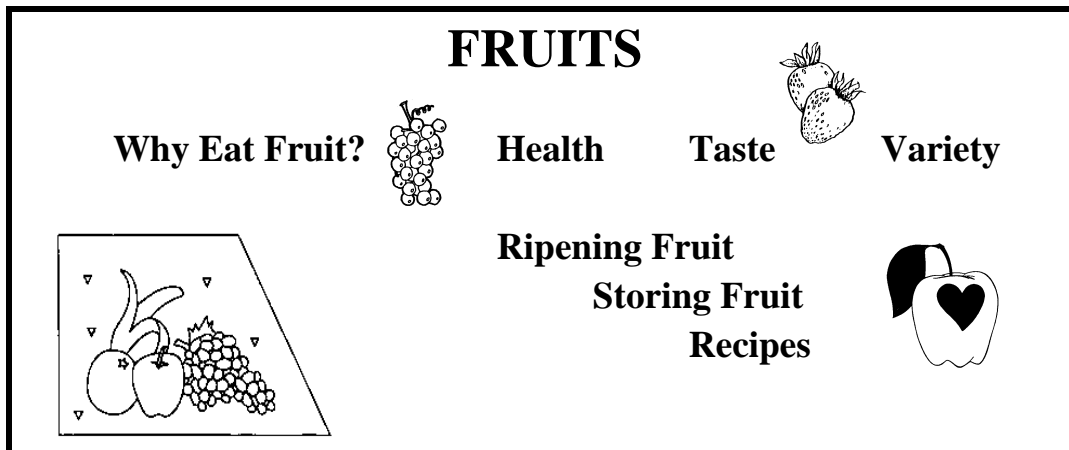 FRUITS
Why Eat Fruit? Health Taste Variety
Ripening Fruit
Storing Fruit
Recipes